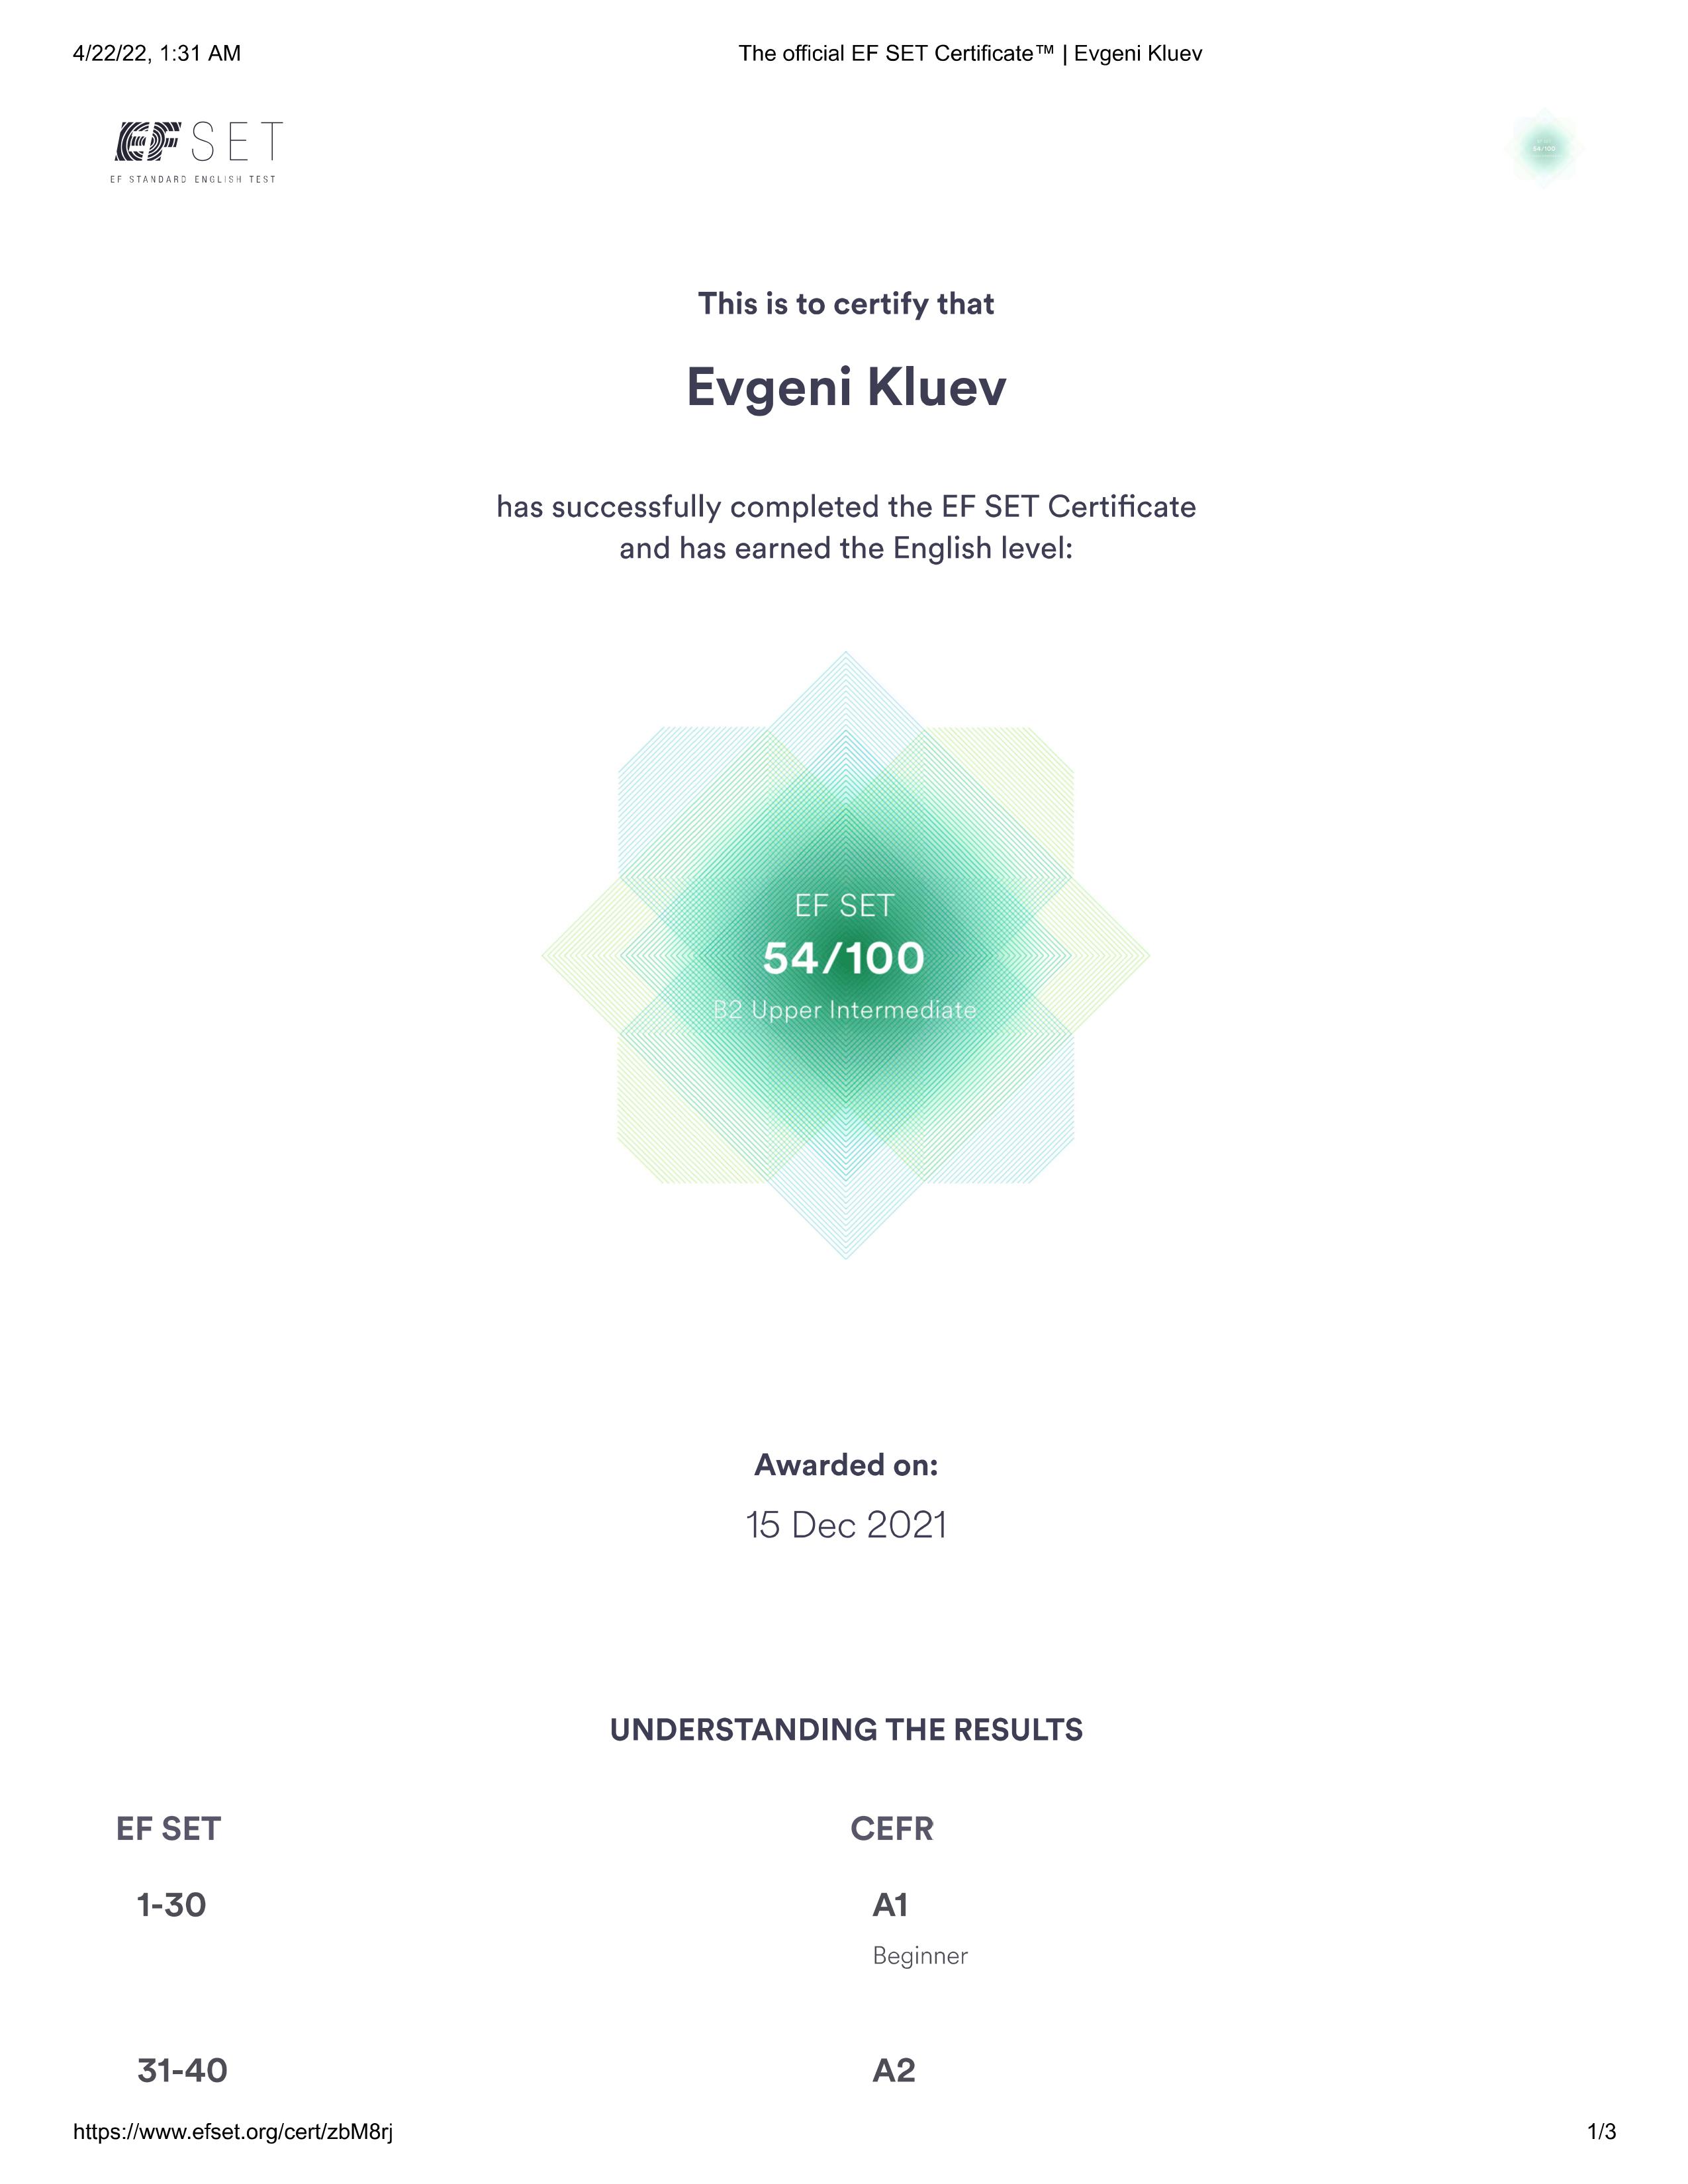 4/22/22, 1:31 AM
The official EF SET Certificate™ | Evgeni Kluev
EF SET
EF STANDARD ENGLISH TEST
54/100
This is to certify that
Evgeni Kluev
has successfully completed the EF SET Certificate
and has earned the English level:
EF SET
54/100
B2 Upper Intermediate
Awarded on:
15 Dec 2021
UNDERSTANDING THE RESULTS
EF SET
CEFR
1-30
A1
Beginner
31-40
A2
https://www.efset.org/cert/zbM8rj
1/3